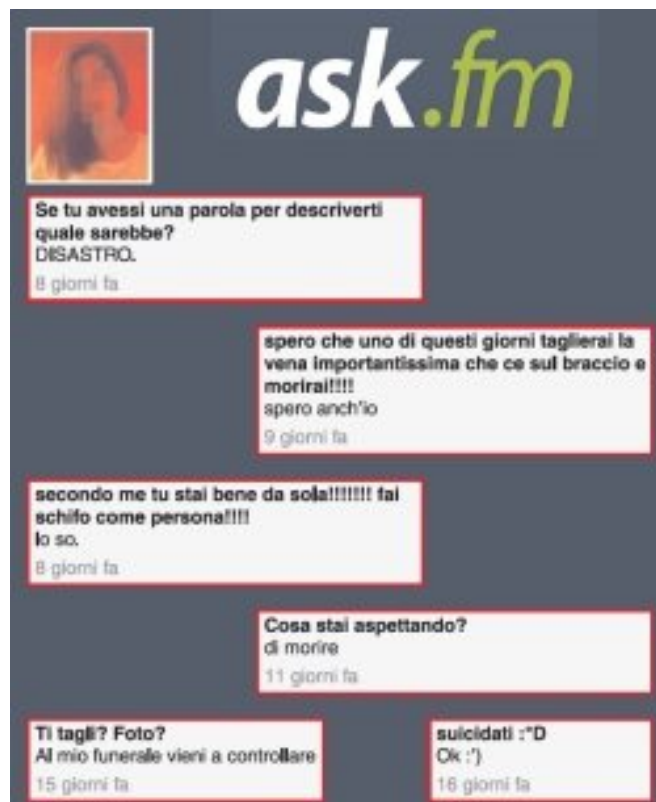 ask.fm
Se tu avessi una parola per descriverti
quale sarebbe?
DISASTRO.
8 giorni fa
spero che uno di questi giorni taglierai la
vena importantissima che ce sul braccio e
morirai!!!!
spero anch'io
9 giorni fa
secondo me tu stai bene da sola!!!!!!! fai
schifo come persona!!!!
lo so.
8 giorni fa
Cosa stai aspettando?
di morire
11 giorni fa
Ti tagli? Foto?
Al mio funerale vieni a controllare
15 giorni fa
suicidati :"D
Ok :')
16 giorni fa